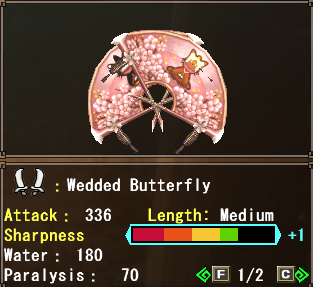 : Wedded Butterfly
Attack : 336 Length: Medium
Sharpness +1
Water : 180
Paralysis : 70 F 1/2 C